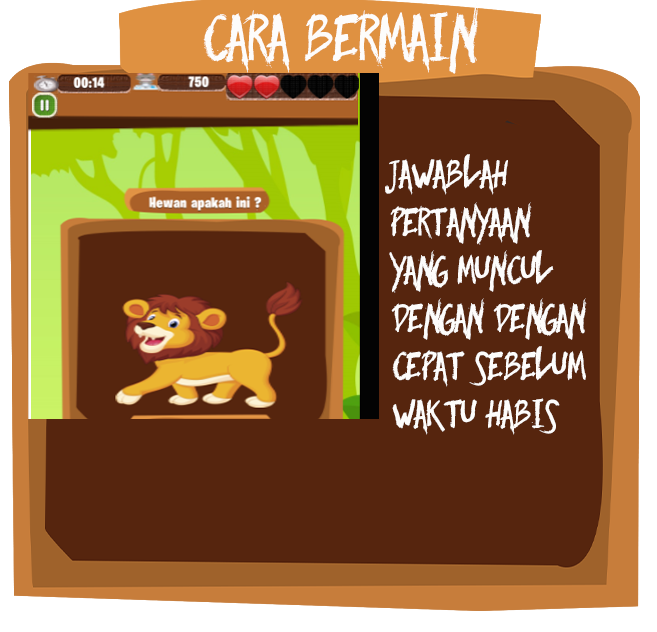 CARA BERMAIN
00:14
750
Hewan apakah ini ?
JAWABLAH
PERTANYAAN
YANG MUNCUL
DENGAN DENGAN
CEPAT SEBELUM
WAKTU HABIS